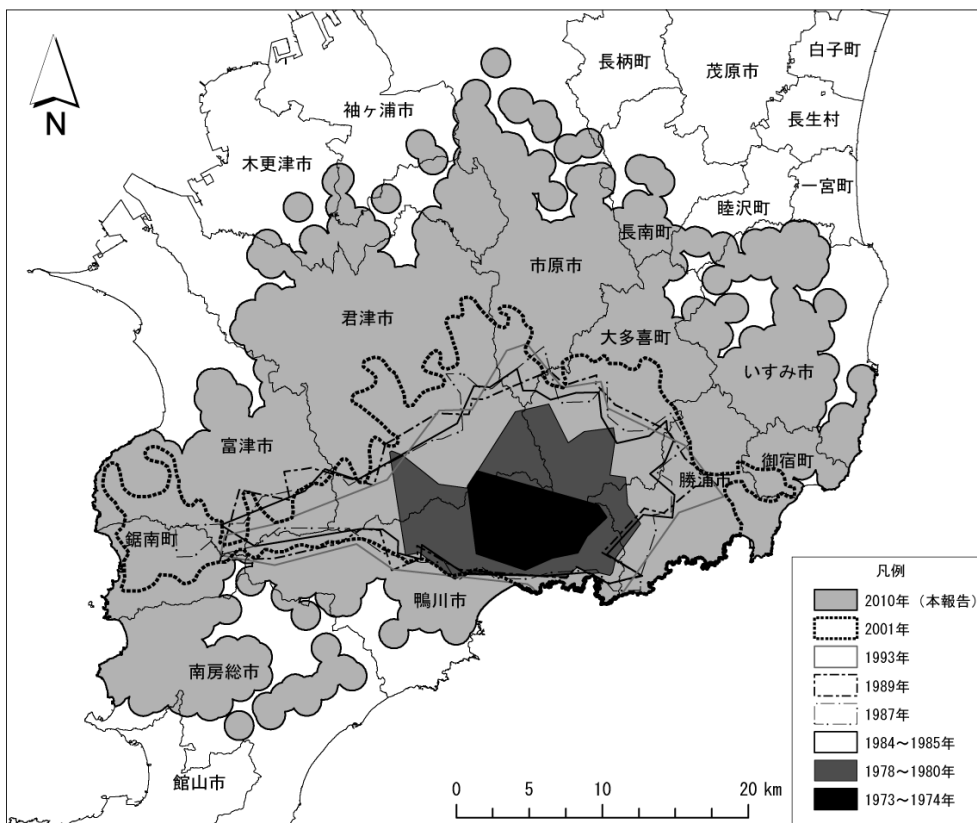 白子町
長柄町
茂原市
袖ヶ浦市
長生村
N
木更津市
一宮町
睦沢町
長南町
市原市
君津市
大多喜町
いすみ市
富津市
御宿町
勝浦市
鋸南町
鴨川市
南房総市
館山市
0 5 10 20 km
凡例
2010年（本報告）
2001年
1993年
1989年
1987年
1984～1985年
1978～1980年
1973～1974年